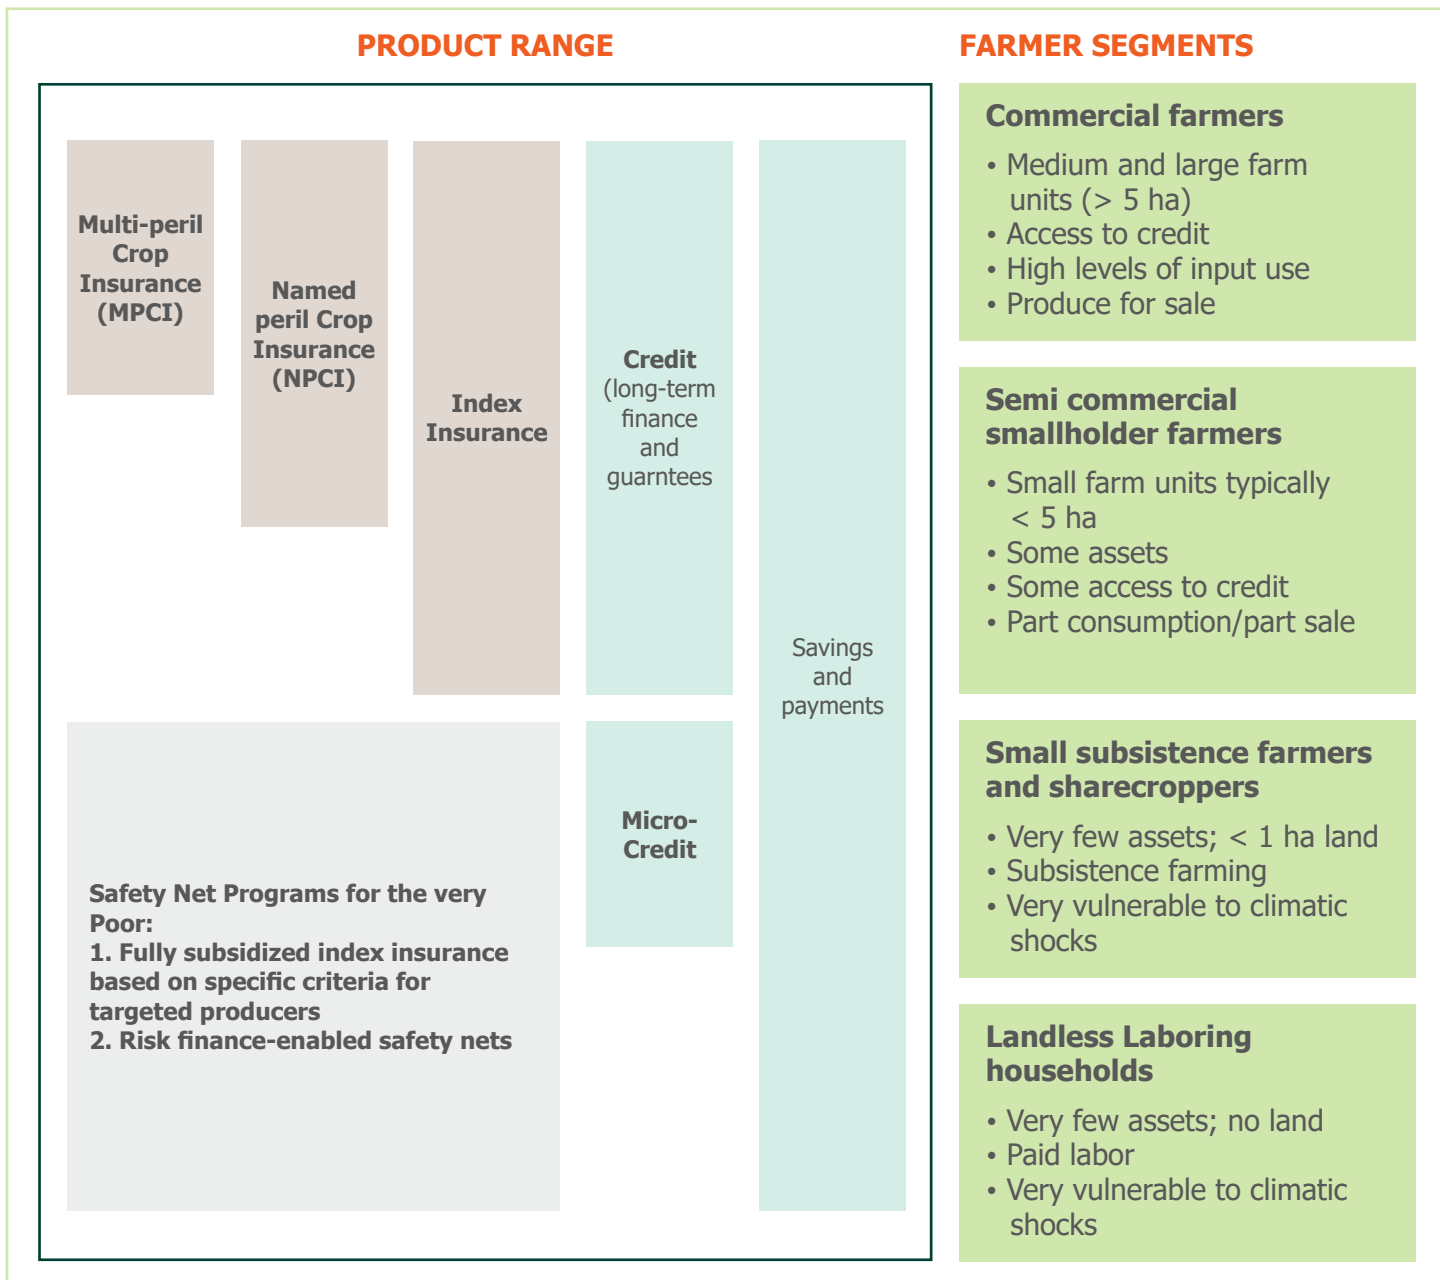 PRODUCT RANGE
FARMER SEGMENTS
Multi-peril
Crop
Insurance
(MPCI)
Named
peril Crop
Insurance
(NPCI)
Index
Insurance
Credit
(long-term
finance
and
guarntees
Savings
and
payments
Micro-
Credit
Safety Net Programs for the very
Poor:
1. Fully subsidized index insurance
based on specific criteria for
targeted producers
2. Risk finance-enabled safety nets
Commercial farmers
• Medium and large farm
units (> 5 ha)
• Access to credit
• High levels of input use
• Produce for sale
Semi commercial
smallholder farmers
• Small farm units typically
< 5 ha
• Some assets
• Some access to credit
• Part consumption/part sale
Small subsistence farmers
and sharecroppers
• Very few assets; < 1 ha land
• Subsistence farming
• Very vulnerable to climatic
shocks
Landless Laboring
households
• Very few assets; no land
• Paid labor
• Very vulnerable to climatic
shocks